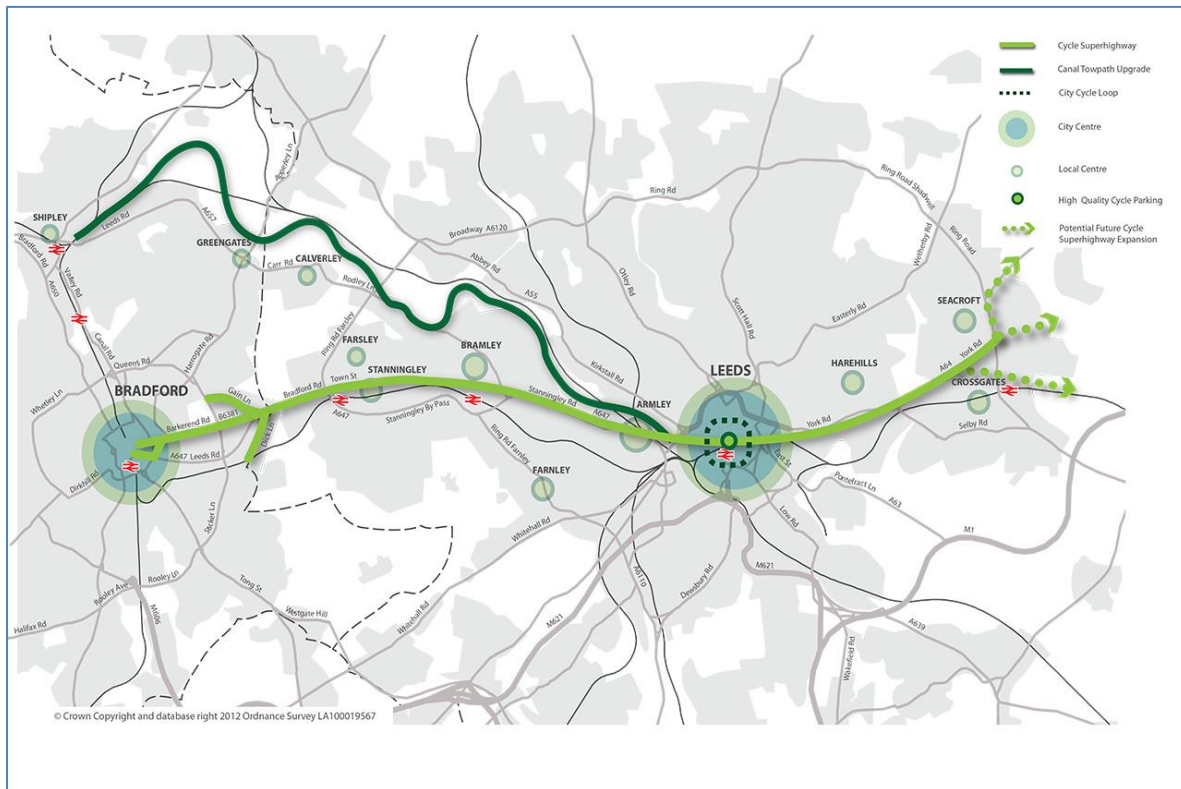 Cycle Superhighway
Canal Towpath Upgrade
City Cycle Loop
City Centre
Local Centre
High Quality Cycle Parking
Potential Future Cycle
Superhighway Expansion
Apperley Ln
Ring Road Shadwell
Ring Rd
SHIPLEY
Leeds Rd
A657
GREENGATES
Broadway A6120
Wetherby Rd
Ring Road
Bradford Rd
Valley Rd
A650
Carr Rd
CALVERLEY
Rodley Ln
Abbey Rd
A55
Otley Rd
Scott Hall Rd
Easterly Rd
SEACROFT
Canal Rd
Harrogate Rd
Ring Rd Farsley
FARSLEY
BRAMLEY
Queens Rd
STANNINGLEY
Kirkstall Rd
HAREHILLS
A64
York Rd
LEEDS
BRADFORD
Whetley Ln
Gain Ln
Bradford Rd
Town St
CROSSGATES
Barkerend Rd
B6381
A647
Stanningley By Pass
Stanningley Rd
A647
ARMLEY
York Rd
Selby Rd
Dick Ln
A647 Leeds Rd
Ring Rd Farnley
East St
Dirkhill Rd
FARNLEY
Pontefract Ln
A63
Sticker Ln
Whitehall Rd
Low Rd
M1
M621
Rooley Ave
Rooley Ln
Tong St
A6110
Dewsbury Rd
Westgate Hill
Whitehall Rd
M621
Halifax Rd
M606
A639
Wakefield Rd
© Crown Copyright and database right 2012 Ordnance Survey LA100019567